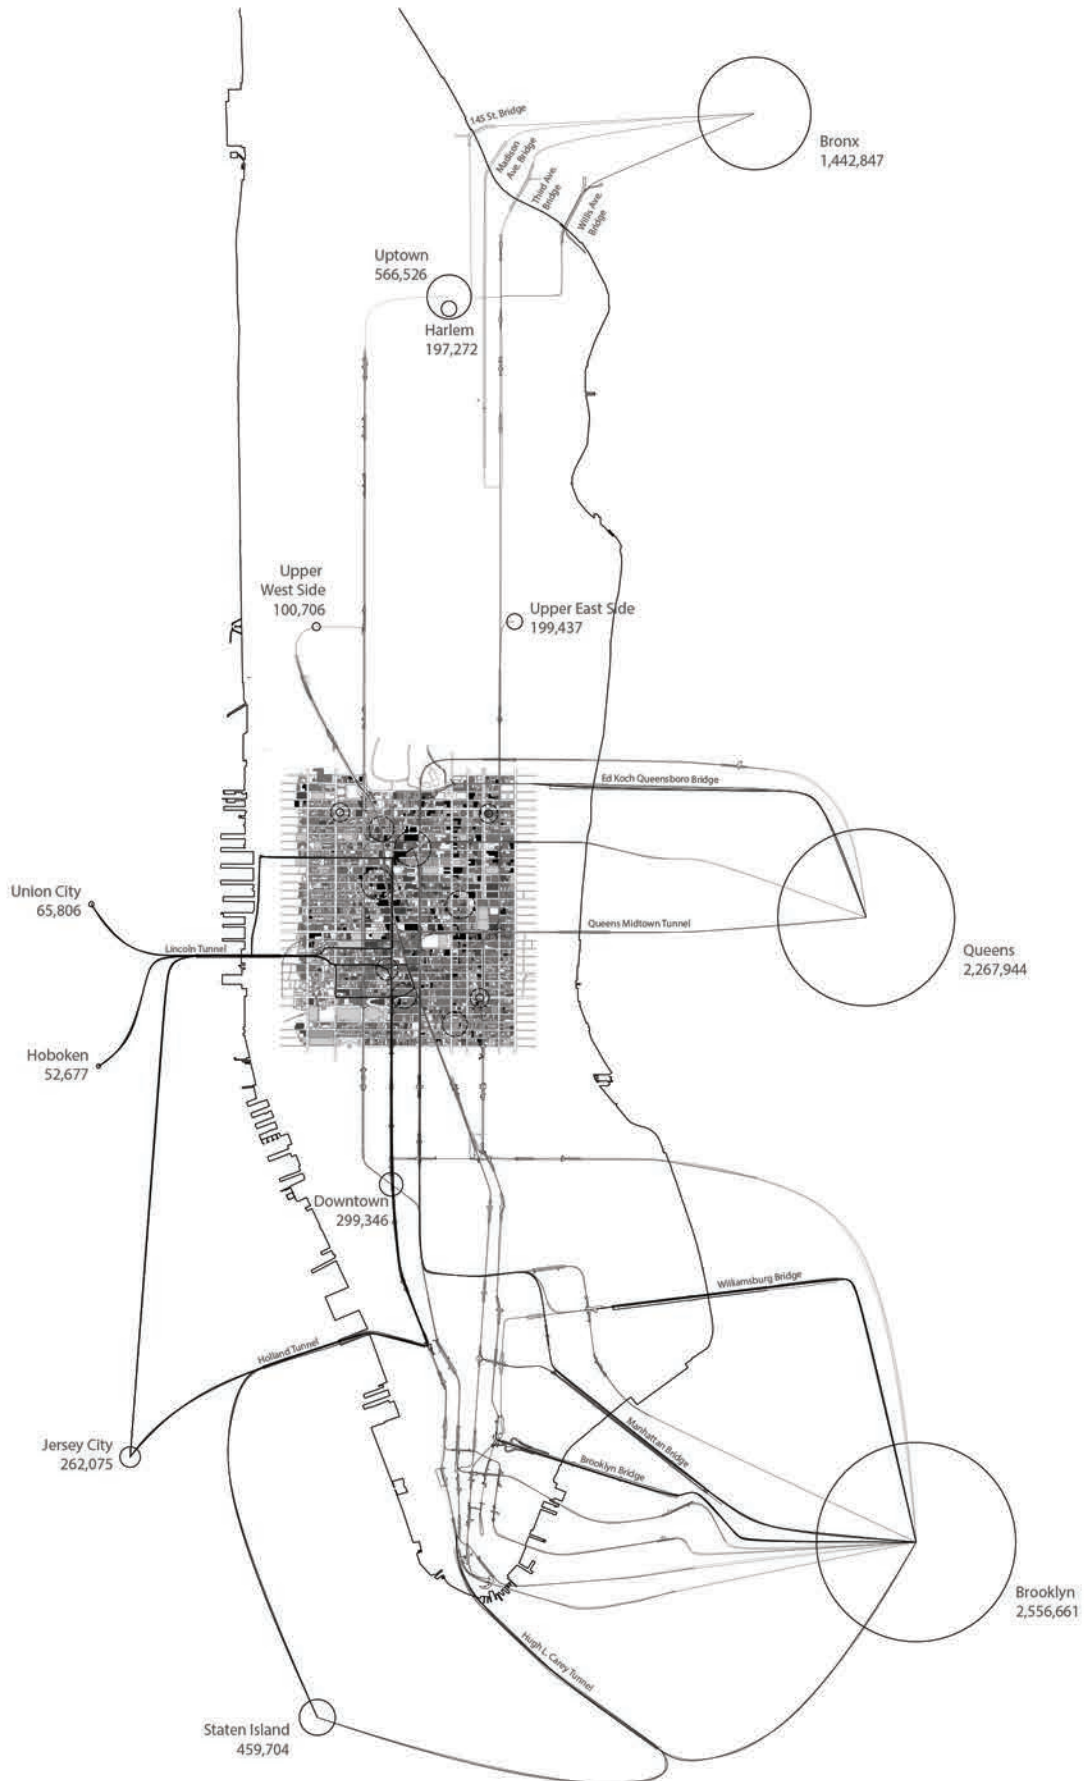 145 St. Bridge
Madison
Ave. Bridge
Third Ave.
Bridge
Willis Ave.
Bridge
Bronx
1,442,847
Uptown
566,526
Harlem
197,272
Upper
West Side
100,706
Upper East Side
199,437
Ed Koch Queensboro Bridge
Union City
65,806
Lincoln Tunnel
Queens Midtown Tunnel
Queens
2,267,944
Hoboken
52,677
Downtown
299,346
Williamsburg Bridge
Holland Tunnel
Jersey City
262,075
Manhattan Bridge
Brooklyn Bridge
Brooklyn
2,556,661
Hugh L. Carey Tunnel
Staten Island
459,704